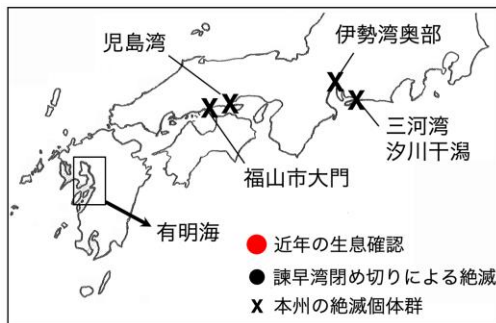 児島湾
伊勢湾奥部
三河湾
汐川干潟
福山市大門
有明海
近年の生息確認
諫早湾閉め切りによる絶滅
X 本州の絶滅個体群